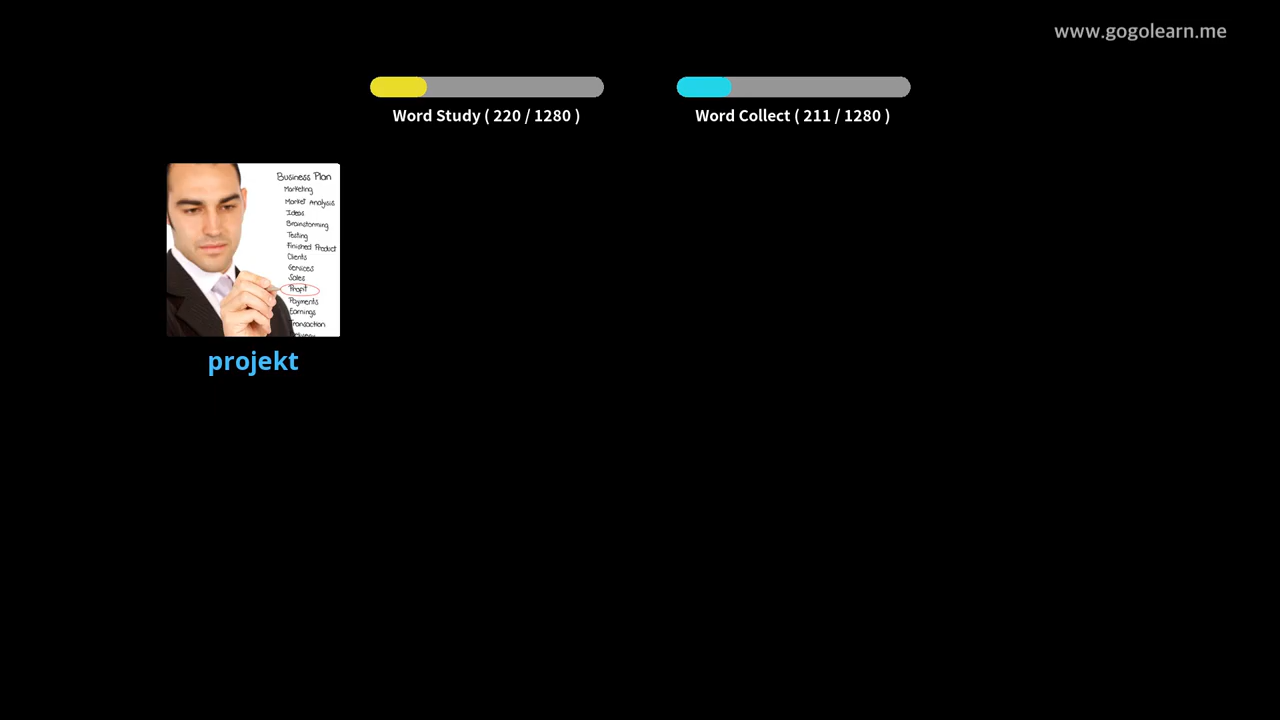 www.gogolearn.me
Word Study ( 220 / 1280 )
Word Collect ( 211 / 1280 )
Business Plan
Marketing
Market Analysis
Ideas
Brainstorming
Testing
Finished Product
Clients
Services
Sales
Profit
Payments
Earnings
Transaction
projekt